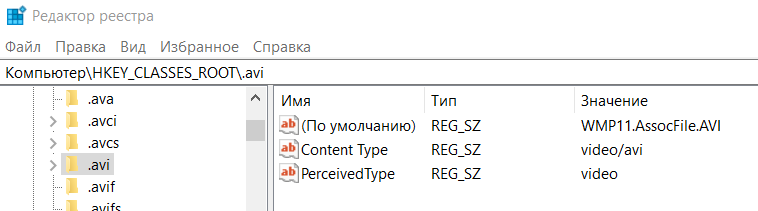 Редактор реестра
Файл Правка Вид Избранное Справка
Компьютер\HKEY_CLASSES_ROOT\.avi
.ava
.avci
.avcs
.avi
.avif
.avifs
Имя Тип Значение
(По умолчанию) REG_SZ WMP11.AssocFile.AVI
Content Type REG_SZ video/avi
PerceivedType REG_SZ video